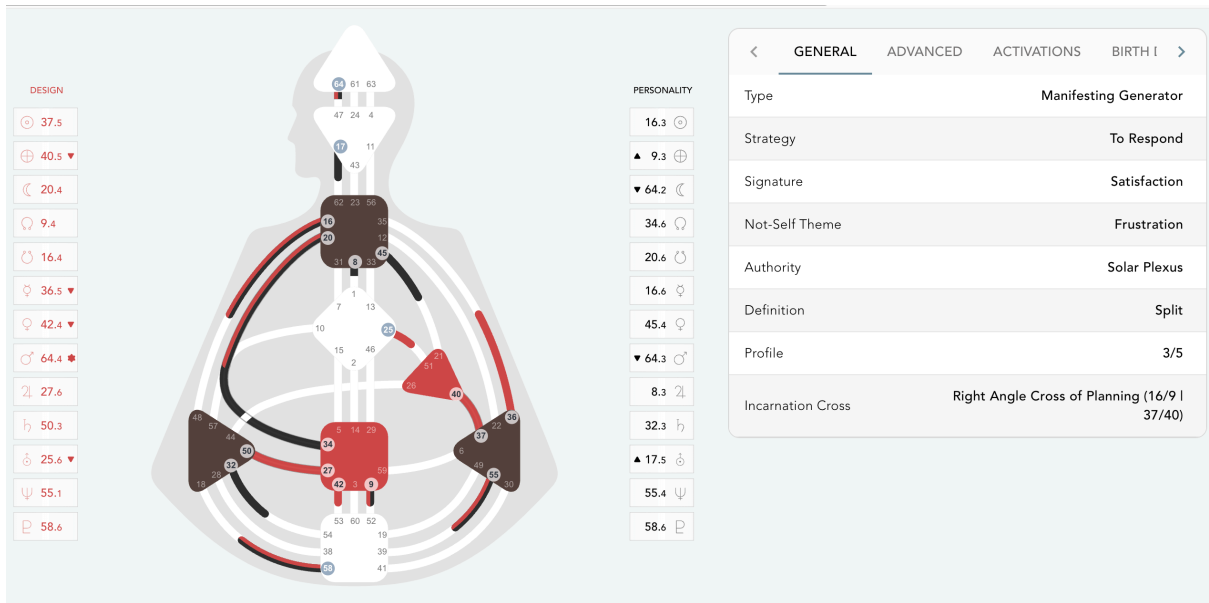 GENERAL
ADVANCED
ACTIVATIONS
BIRTH I
Type
Manifesting Generator
Strategy
To Respond
Signature
Satisfaction
Not-Self Theme
Frustration
Authority
Solar Plexus
Definition
Split
Profile
3/5
Incarnation Cross
Right Angle Cross of Planning (16/9 |
37/40)
DESIGN
37.5
40.5
20.4
9.4
16.4
36.5
42.4
64.4
27.6
50.3
25.6
55.1
58.6
PERSONALITY
16.3
9.3
64.2
34.6
20.6
16.6
45.4
64.3
8.3
32.3
17.5
55.4
58.6
64 61 63
47 24 4
17 11
43
62 23 56
16 35
20 12
45
31 8 33
1
7 13
10 25
15 46
2
21
51
26 40
48
57
44
50
32
28
18
5 14 29
34
27 59
42 3 9
36
22
37
6
49
55
30
53 60 52
54 19
38 39
58 41